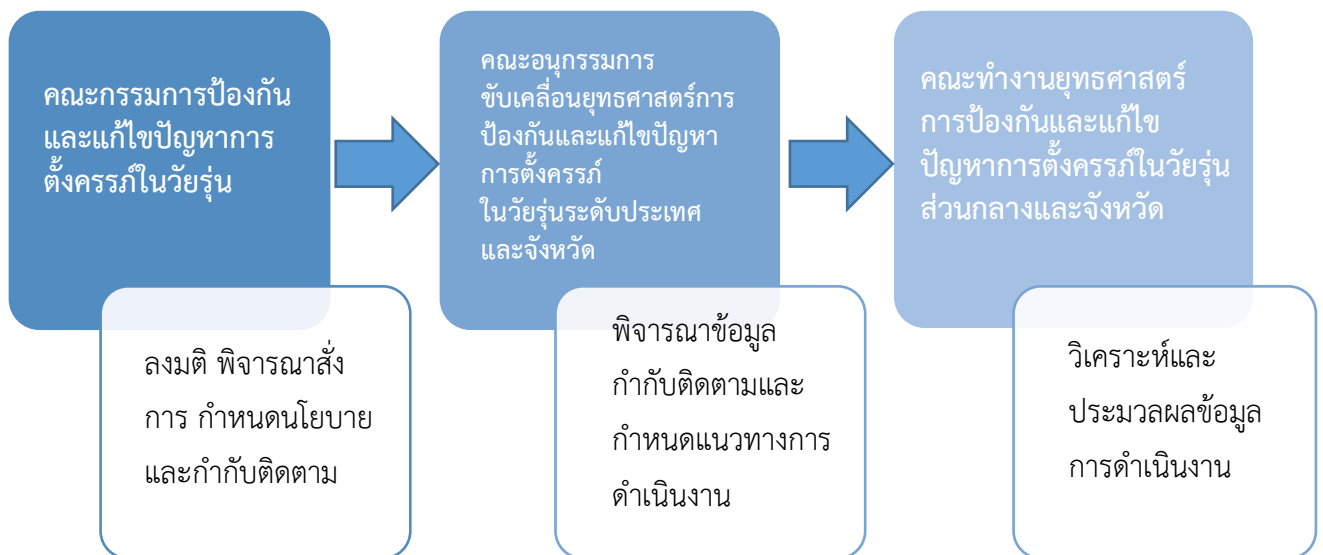 คณะกรรมการป้องกัน
และแก้ไขปัญหาการ
ตั้งครรภ์ในวัยรุ่น
ลงมติ พิจารณาสั่ง
การ กำหนดนโยบาย
และกำกับติดตาม
คณะอนุกรรมการ
ขับเคลื่อนยุทธศาสตร์การ
ป้องกันและแก้ไขปัญหา
การตั้งครรภ์
ในวัยรุ่นระดับประเทศ
และจังหวัด
พิจารณาข้อมูล
กำกับติดตามและ
กำหนดแนวทางการ
ดำเนินงาน
คณะทำงานยุทธศาสตร์
การป้องกันและแก้ไข
ปัญหาการตั้งครรภ์ในวัยรุ่น
ส่วนกลางและจังหวัด
วิเคราะห์และ
ประมวลผลข้อมูล
การดำเนินงาน